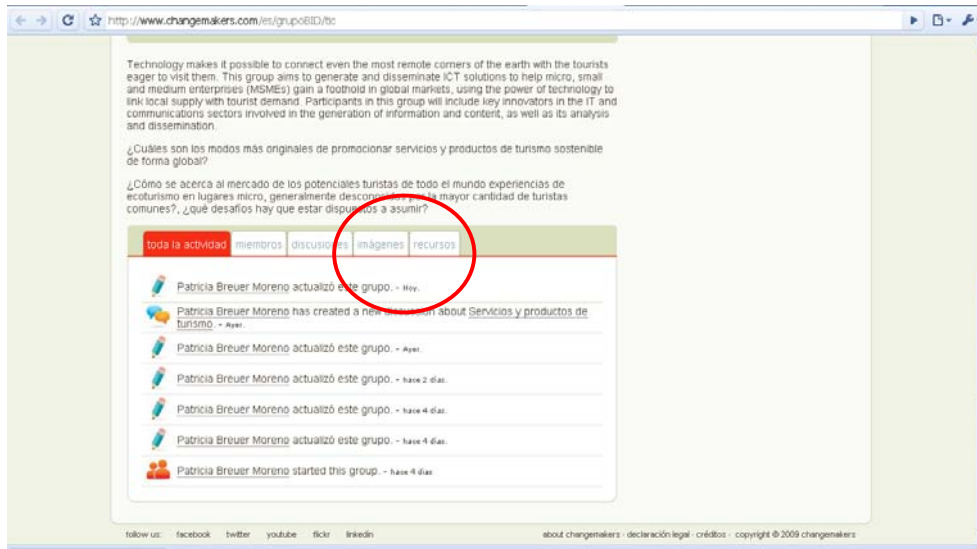 http://www.changemakers.com/es/grupoBID/tic
Technology makes it possible to connect even the most remote corners of the earth with the tourists
eager to visit them. This group aims to generate and disseminate ICT solutions to help micro, small
and medium enterprises (MSMEs) gain a foothold in global markets, using the power of technology to
link local supply with tourist demand. Participants in this group will include key innovators in the IT and
communications sectors involved in the generation of information and content, as well as its analysis
and dissemination.
¿Cuáles son los modos más originales de promocionar servicios y productos de turismo sostenible
de forma global?
¿Cómo se acerca al mercado de los potenciales turistas de todo el mundo experiencias de
ecoturismo en lugares micro, generalmente desconocidos por la mayor cantidad de turistas
comunes?, ¿qué desafíos hay que estar dispuestos a asumir?
toda la actividad miembros discusiones imágenes recursos
Patricia Breuer Moreno actualizó este grupo. - Hoy.
Patricia Breuer Moreno has created a new discussion about Servicios y productos de
turismo. - Ayer.
Patricia Breuer Moreno actualizó este grupo. - Ayer.
Patricia Breuer Moreno actualizó este grupo. - hace 2 días.
Patricia Breuer Moreno actualizó este grupo. - hace 4 días.
Patricia Breuer Moreno actualizó este grupo. - hace 4 días.
Patricia Breuer Moreno started this group. - hace 4 días
follow us: facebook twitter youtube flickr linkedin about changemakers - declaración legal - créditos - copyright © 2009 changemakers